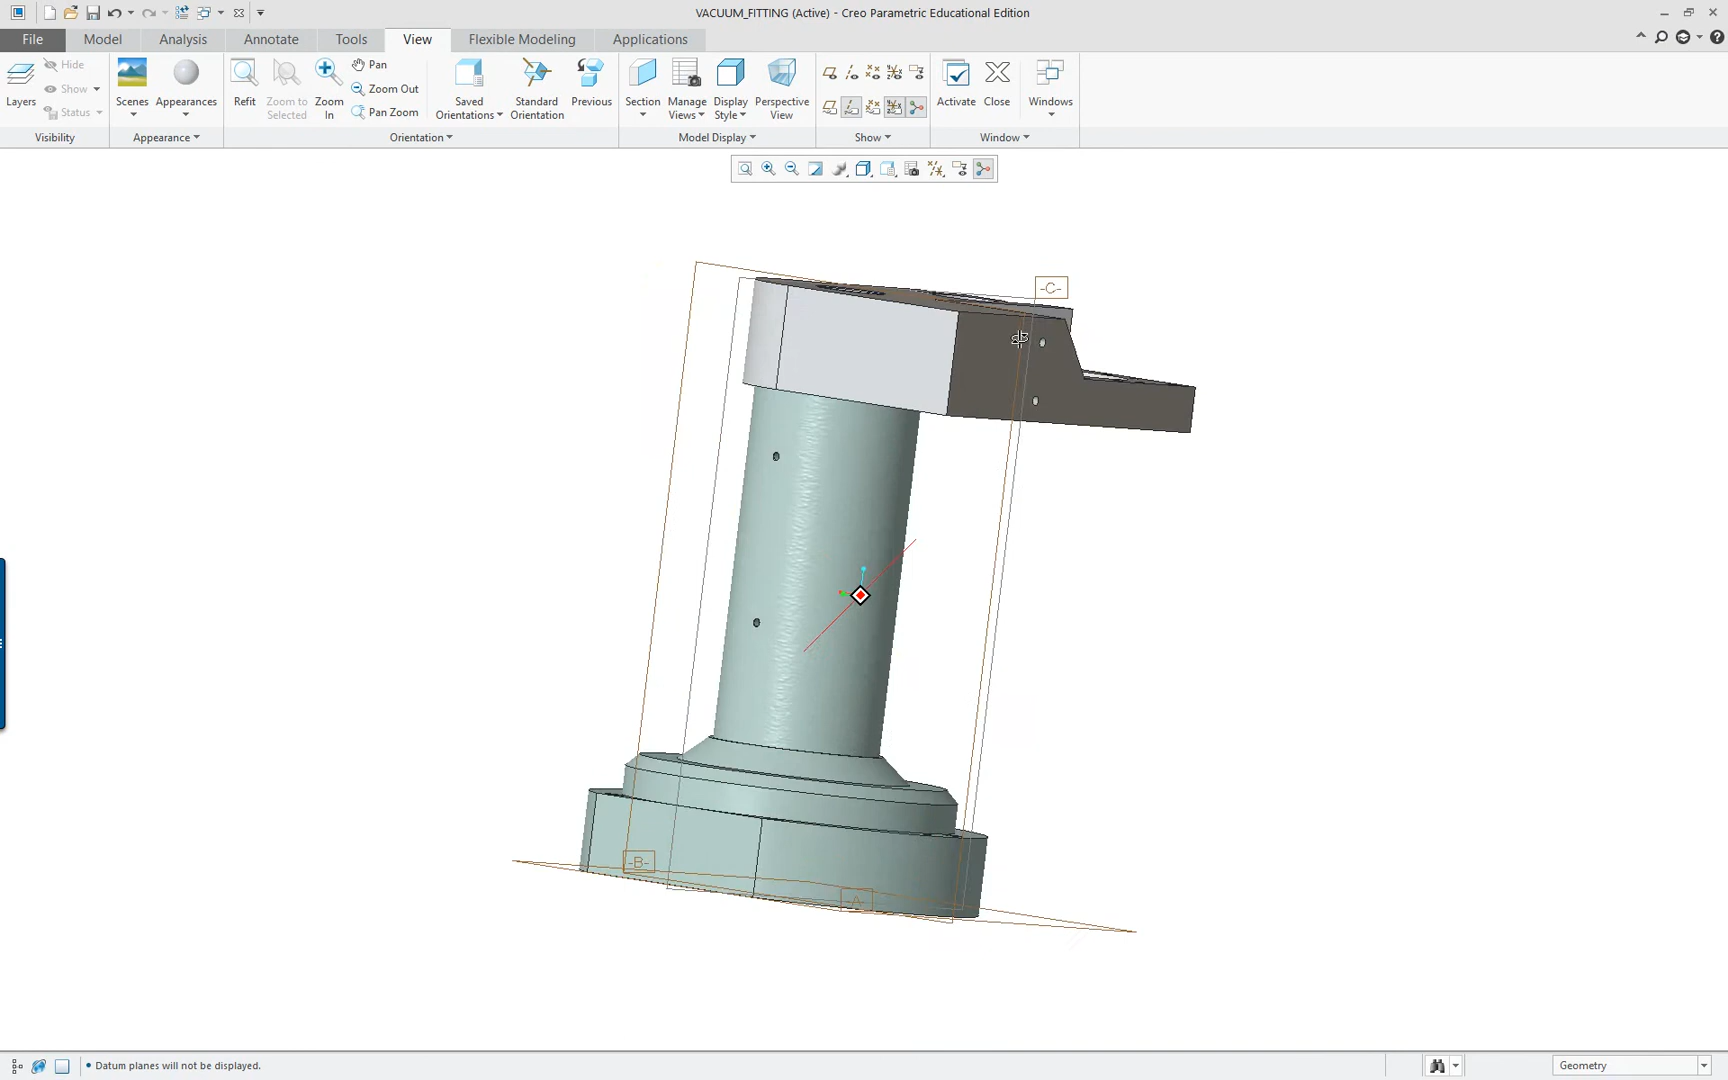 VACUUM_FITTING (Active) - Creo Parametric Educational Edition
File Model Analysis Annotate Tools View Flexible Modeling Applications
Layers
Hide
Show
Status
Visibility
Scenes
Appearances
Appearance
Refit
Zoom to Selected
Zoom In
Pan
Zoom Out
Pan Zoom
Saved Orientations
Standard Orientation
Previous
Orientation
Section
Manage Views
Display Style
Perspective View
Model Display
Show
Activate
Close
Windows
Window
-C-
-B-
-A-
Datum planes will not be displayed.
Geometry